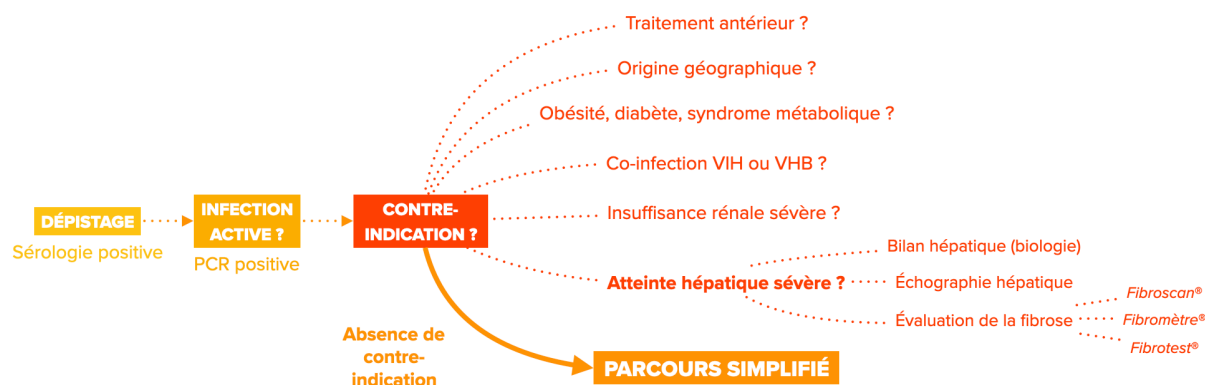 Traitement antérieur ?
Origine géographique ?
Obésité, diabète, syndrome métabolique ?
Co-infection VIH ou VHB ?
DÉPISTAGE
Sérologie positive
INFECTION
ACTIVE ?
PCR positive
CONTRE-
INDICATION ?
Insuffisance rénale sévère ?
Atteinte hépatique sévère ?
Bilan hépatique (biologie)
Échographie hépatique
Évaluation de la fibrose
Fibroscan®
Fibromètre®
Fibrotest®
Absence de
contre-
indication
PARCOURS SIMPLIFIÉ